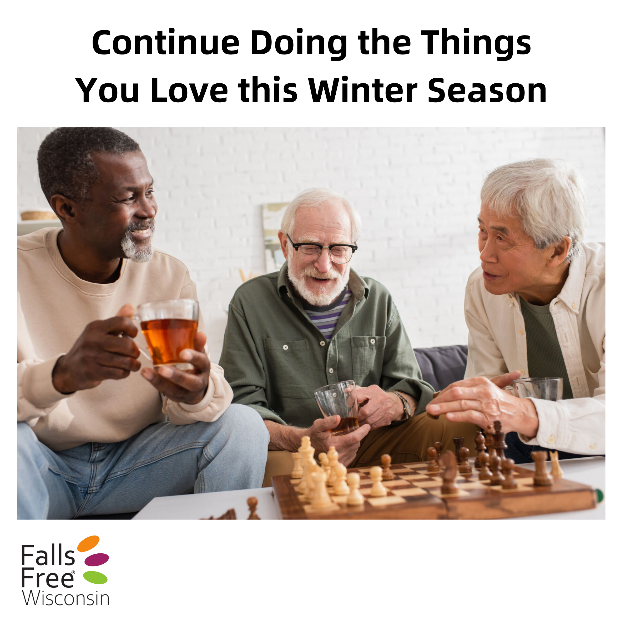 Continue Doing the Things
You Love this Winter Season
Falls
Free®
Wisconsin